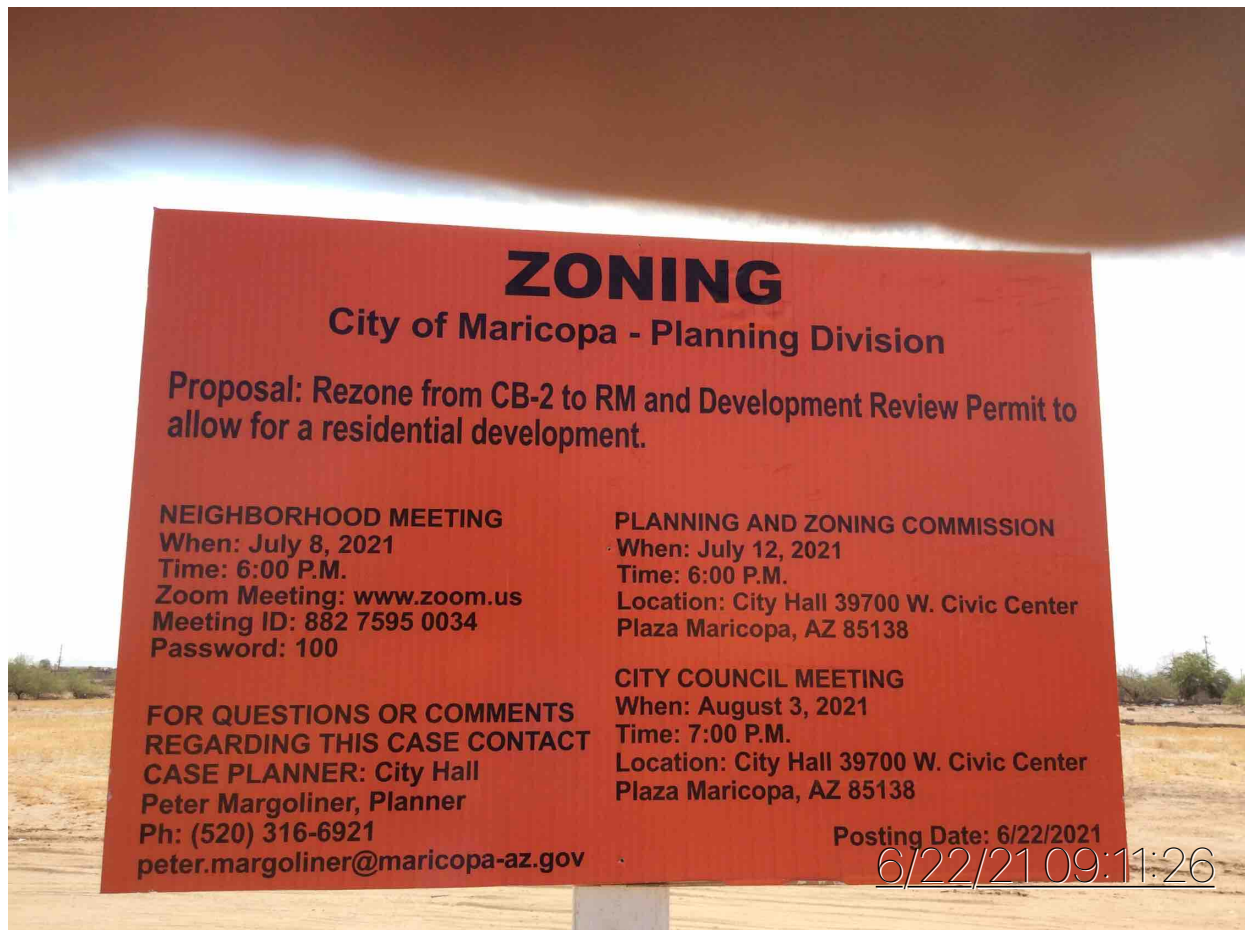 ZONING
City of Maricopa - Planning Division
Proposal: Rezone from CB-2 to RM and Development Review Permit to
allow for a residential development.
NEIGHBORHOOD MEETING
When: July 8, 2021
Time: 6:00 P.M.
Zoom Meeting: www.zoom.us
Meeting ID: 882 7595 0034
Password: 100
FOR QUESTIONS OR COMMENTS
REGARDING THIS CASE CONTACT
CASE PLANNER: City Hall
Peter Margoliner, Planner
Ph: (520) 316-6921
peter.margoliner@maricopa-az.gov
PLANNING AND ZONING COMMISSION
When: July 12, 2021
Time: 6:00 P.M.
Location: City Hall 39700 W. Civic Center
Plaza Maricopa, AZ 85138
CITY COUNCIL MEETING
When: August 3, 2021
Time: 7:00 P.M.
Location: City Hall 39700 W. Civic Center
Plaza Maricopa, AZ 85138
Posting Date: 6/22/2021
6/22/21 09:11:26